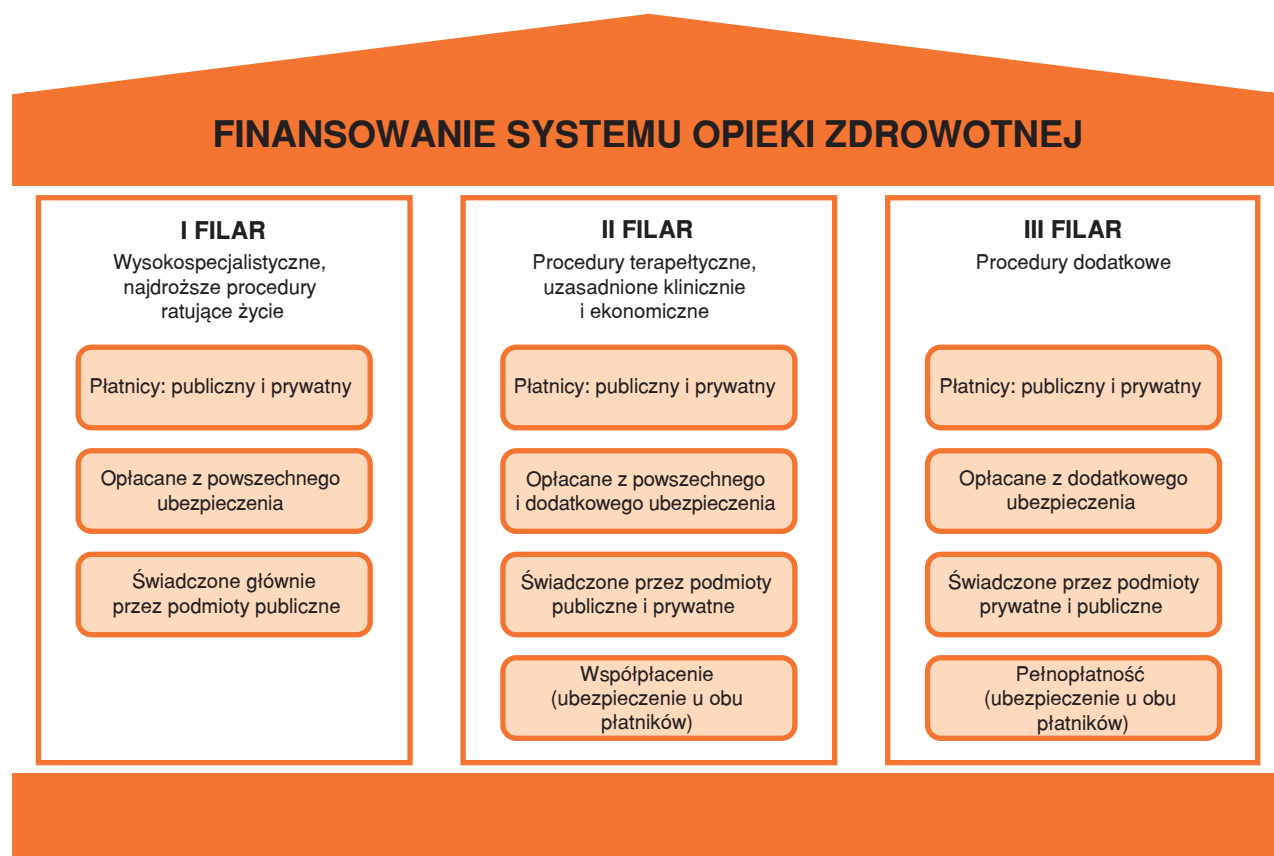 FINANSOWANIE SYSTEMU OPIEKI ZDROWOTNEJ
I FILAR
Wysokospecjalistyczne,
najdroższe procedury
ratujące życie
Płatnicy: publiczny i prywatny
Opłacane z powszechnego
ubezpieczenia
Świadczone głównie
przez podmioty publiczne
II FILAR
Procedury terapełtyczne,
uzasadnione klinicznie
i ekonomiczne
Płatnicy: publiczny i prywatny
Opłacane z powszechnego
i dodatkowego ubezpieczenia
Świadczone przez podmioty
publiczne i prywatne
Współpłacenie
(ubezpieczenie u obu
płatników)
III FILAR
Procedury dodatkowe
Płatnicy: publiczny i prywatny
Opłacane z dodatkowego
ubezpieczenia
Świadczone przez podmioty
prywatne i publiczne
Pełnopłatność
(ubezpieczenie u obu
płatników)